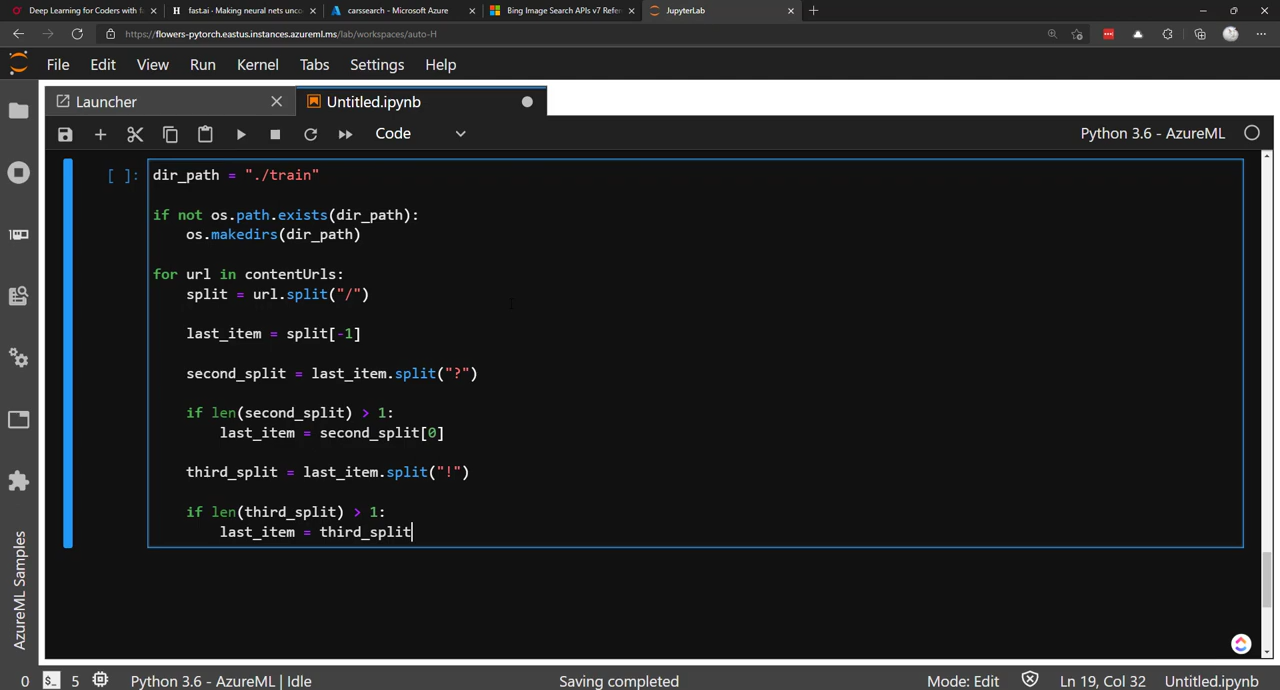 Deep Learning for Coders with fa
fast.ai · Making neural nets unco
carssearch - Microsoft Azure
Bing Image Search APIs v7 Refer
JupyterLab
https://flowers-pytorch.eastus.instances.azureml.ms/lab/workspaces/auto-H
File Edit View Run Kernel Tabs Settings Help
Launcher
Untitled.ipynb
Code
Python 3.6 - AzureML
[ ]:
dir_path = "./train"
if not os.path.exists(dir_path):
os.makedirs(dir_path)
for url in contentUrls:
split = url.split("/")
last_item = split[-1]
second_split = last_item.split("?")
if len(second_split) > 1:
last_item = second_split[0]
third_split = last_item.split("!")
if len(third_split) > 1:
last_item = third_split
AzureML Samples
0 $_ 5 Python 3.6 - AzureML | Idle Saving completed Mode: Edit Ln 19, Col 32 Untitled.ipynb